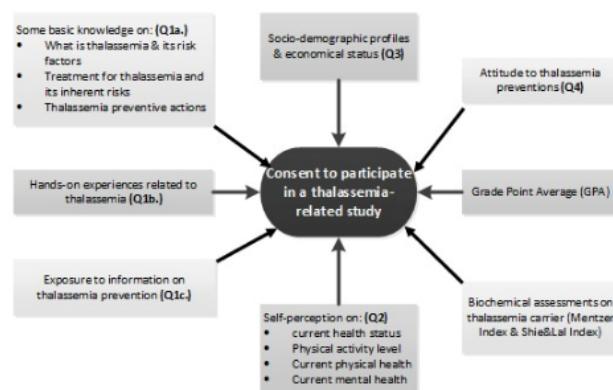 Some basic knowledge on: (Q1a.)
• What is thalassemia & its risk
factors
• Treatment for thalassemia and
its inherent risks
• Thalassemia preventive actions
Socio-demographic profiles
& economical status (Q3)
Attitude to thalassemia
preventions (Q4)
Hands-on experiences related to
thalassemia (Q1b.)
Consent to participate
in a thalassemia-
related study
Grade Point Average (GPA)
Exposure to information on
thalassemia prevention (Q1c.)
Self-perception on: (Q2)
• current health status
• Physical activity level
• Current physical health
• Current mental health
Biochemical assessments on
thalassemia carrier (Mentzer
Index & Shie&Lal Index)